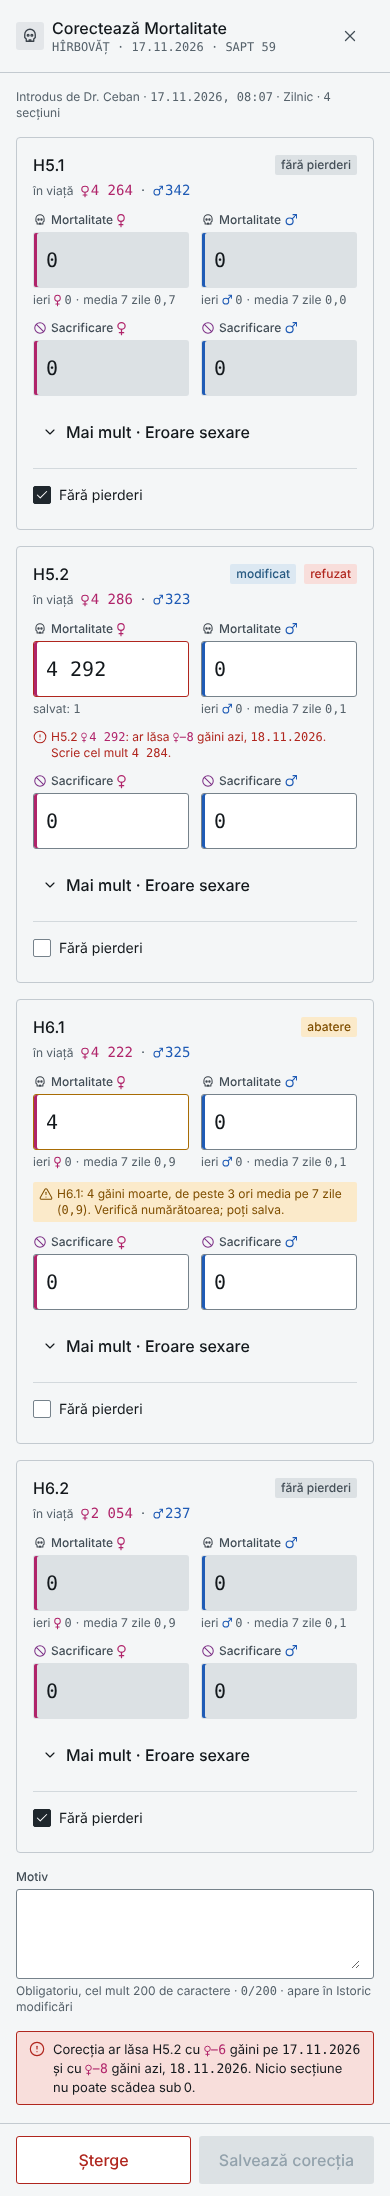 Corectează Mortalitate
HÎRBOVĂȚ · 17.11.2026 · SAPT 59
Introdus de Dr. Ceban · 17.11.2026, 08:07 · Zilnic · 4
secțiuni
H5.1 fără pierderi
în viață ♀4 264 · ♂342
Mortalitate ♀ Mortalitate ♂
0 0
ieri ♀ 0 · media 7 zile 0,7 ieri ♂ 0 · media 7 zile 0,0
Sacrificare ♀ Sacrificare ♂
0 0
Mai mult · Eroare sexare
Fără pierderi
H5.2 modificat refuzat
în viață ♀4 286 · ♂323
Mortalitate ♀ Mortalitate ♂
4 292 0
salvat: 1 ieri ♂ 0 · media 7 zile 0,1
H5.2 ♀4 292: ar lăsa ♀−8 găini azi, 18.11.2026.
Scrie cel mult 4 284.
Sacrificare ♀ Sacrificare ♂
0 0
Mai mult · Eroare sexare
Fără pierderi
H6.1 abatere
în viață ♀4 222 · ♂325
Mortalitate ♀ Mortalitate ♂
4 0
ieri ♀ 0 · media 7 zile 0,9 ieri ♂ 0 · media 7 zile 0,1
H6.1: 4 găini moarte, de peste 3 ori media pe 7 zile
(0,9). Verifică numărătoarea; poți salva.
Sacrificare ♀ Sacrificare ♂
0 0
Mai mult · Eroare sexare
Fără pierderi
H6.2 fără pierderi
în viață ♀2 054 · ♂237
Mortalitate ♀ Mortalitate ♂
0 0
ieri ♀ 0 · media 7 zile 0,9 ieri ♂ 0 · media 7 zile 0,1
Sacrificare ♀ Sacrificare ♂
0 0
Mai mult · Eroare sexare
Fără pierderi
Motiv
Obligatoriu, cel mult 200 de caractere · 0/200 · apare în Istoric
modificări
Corecția ar lăsa H5.2 cu ♀−6 găini pe 17.11.2026
și cu ♀−8 găini azi, 18.11.2026. Nicio secțiune
nu poate scădea sub 0.
Șterge Salvează corecția